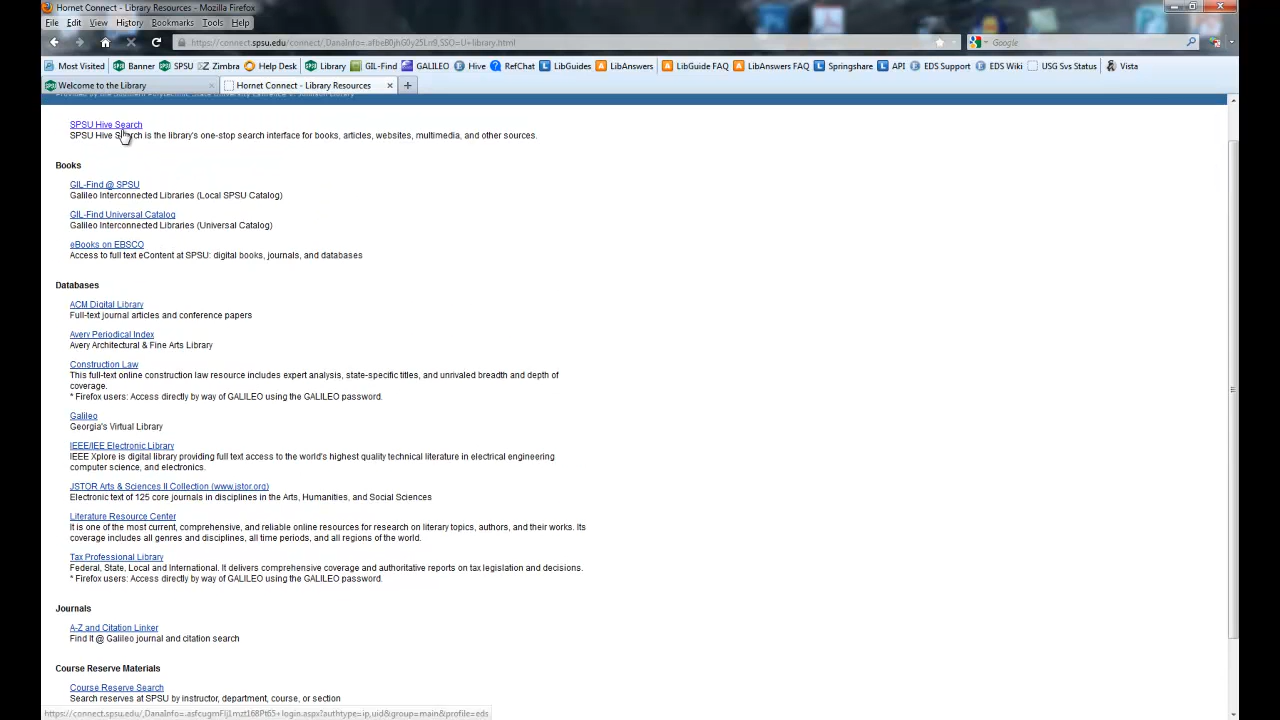 Hornet Connect - Library Resources - Mozilla Firefox
File Edit View History Bookmarks Tools Help
Google
Most Visited Banner SPSU Zimbra Help Desk Library GIL-Find GALILEO Hive RefChat LibGuides LibAnswers LibGuide FAQ LibAnswers FAQ Springshare API EDS Support EDS Wiki USG Svs Status Vista
Welcome to the Library Hornet Connect - Library Resources
SPSU Hive Search
SPSU Hive Search is the library's one-stop search interface for books, articles, websites, multimedia, and other sources.
Books
GIL-Find @ SPSU
Galileo Interconnected Libraries (Local SPSU Catalog)
GIL-Find Universal Catalog
Galileo Interconnected Libraries (Universal Catalog)
eBooks on EBSCO
Access to full text eContent at SPSU: digital books, journals, and databases
Databases
ACM Digital Library
Full-text journal articles and conference papers
Avery Periodical Index
Avery Architectural & Fine Arts Library
Construction Law
This full-text online construction law resource includes expert analysis, state-specific titles, and unrivaled breadth and depth of
coverage.
* Firefox users: Access directly by way of GALILEO using the GALILEO password.
Galileo
Georgia's Virtual Library
IEEE/IEE Electronic Library
IEEE Xplore is digital library providing full text access to the world's highest quality technical literature in electrical engineering
computer science, and electronics.
JSTOR Arts & Sciences II Collection (www.jstor.org)
Electronic text of 125 core journals in disciplines in the Arts, Humanities, and Social Sciences
Literature Resource Center
It is one of the most current, comprehensive, and reliable online resources for research on literary topics, authors, and their works. Its
coverage includes all genres and disciplines, all time periods, and all regions of the world.
Tax Professional Library
Federal, State, Local and International. It delivers comprehensive coverage and authoritative reports on tax legislation and decisions.
* Firefox users: Access directly by way of GALILEO using the GALILEO password.
Journals
A-Z and Citation Linker
Find It @ Galileo journal and citation search
Course Reserve Materials
Course Reserve Search
Search reserves at SPSU by instructor, department, course, or section